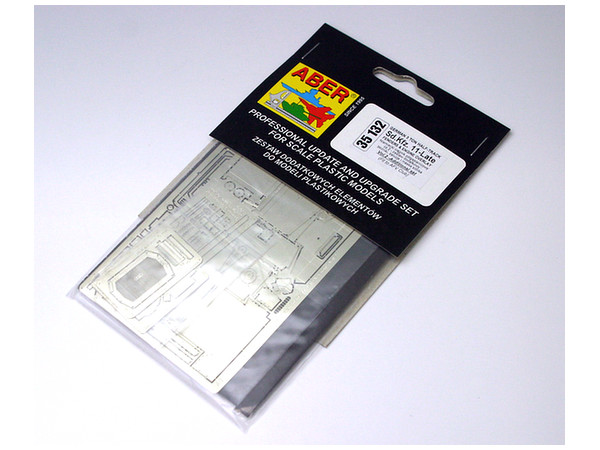 ABER
®
SINCE 1995
PROFESSIONAL UPDATE AND UPGRADE SET
FOR SCALE PLASTIC MODELS
ZESTAW DODATKOWYCH ELEMENTÓW
DO MODELI PLASTIKOWYCH
35 132
GERMAN 3 TON HALF-TRACK
Sd.Kfz. 11-Late